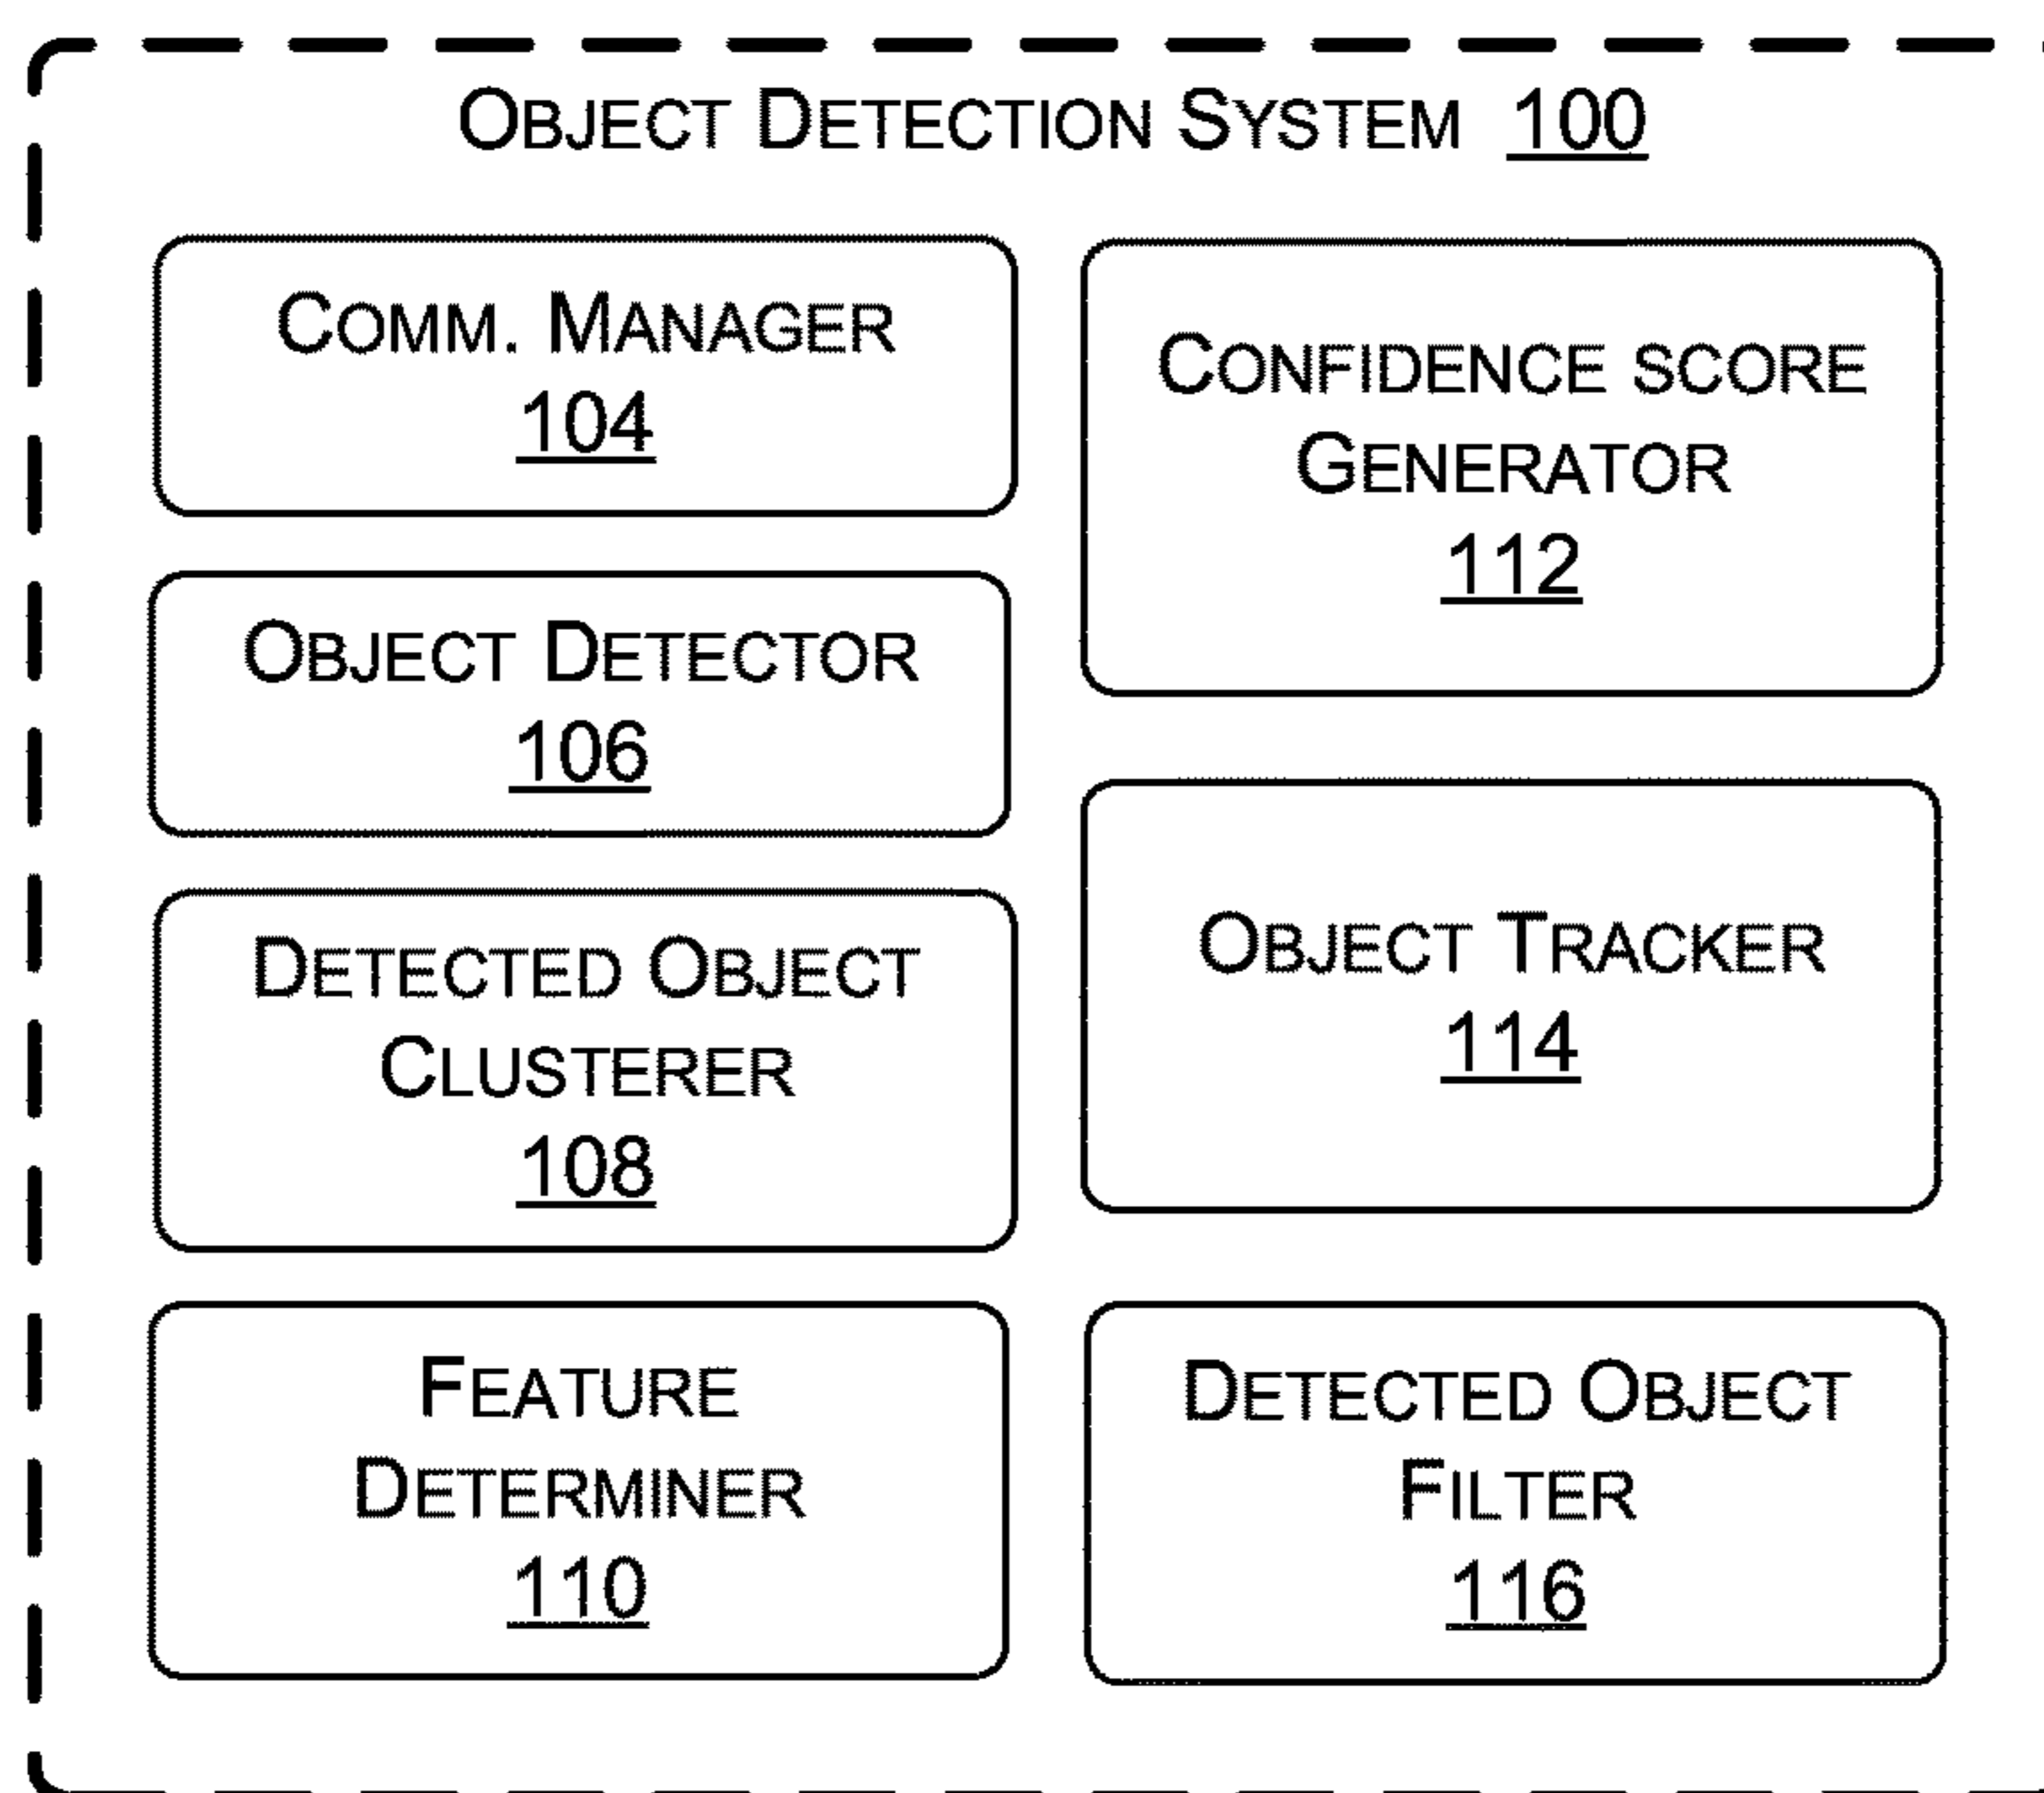 OBJECT DETECTION SYSTEM 100
COMM. MANAGER
104
OBJECT DETECTOR
106
DETECTED OBJECT
CLUSTERER
108
FEATURE
DETERMINER
110
CONFIDENCE SCORE
GENERATOR
112
OBJECT TRACKER
114
DETECTED OBJECT
FILTER
116